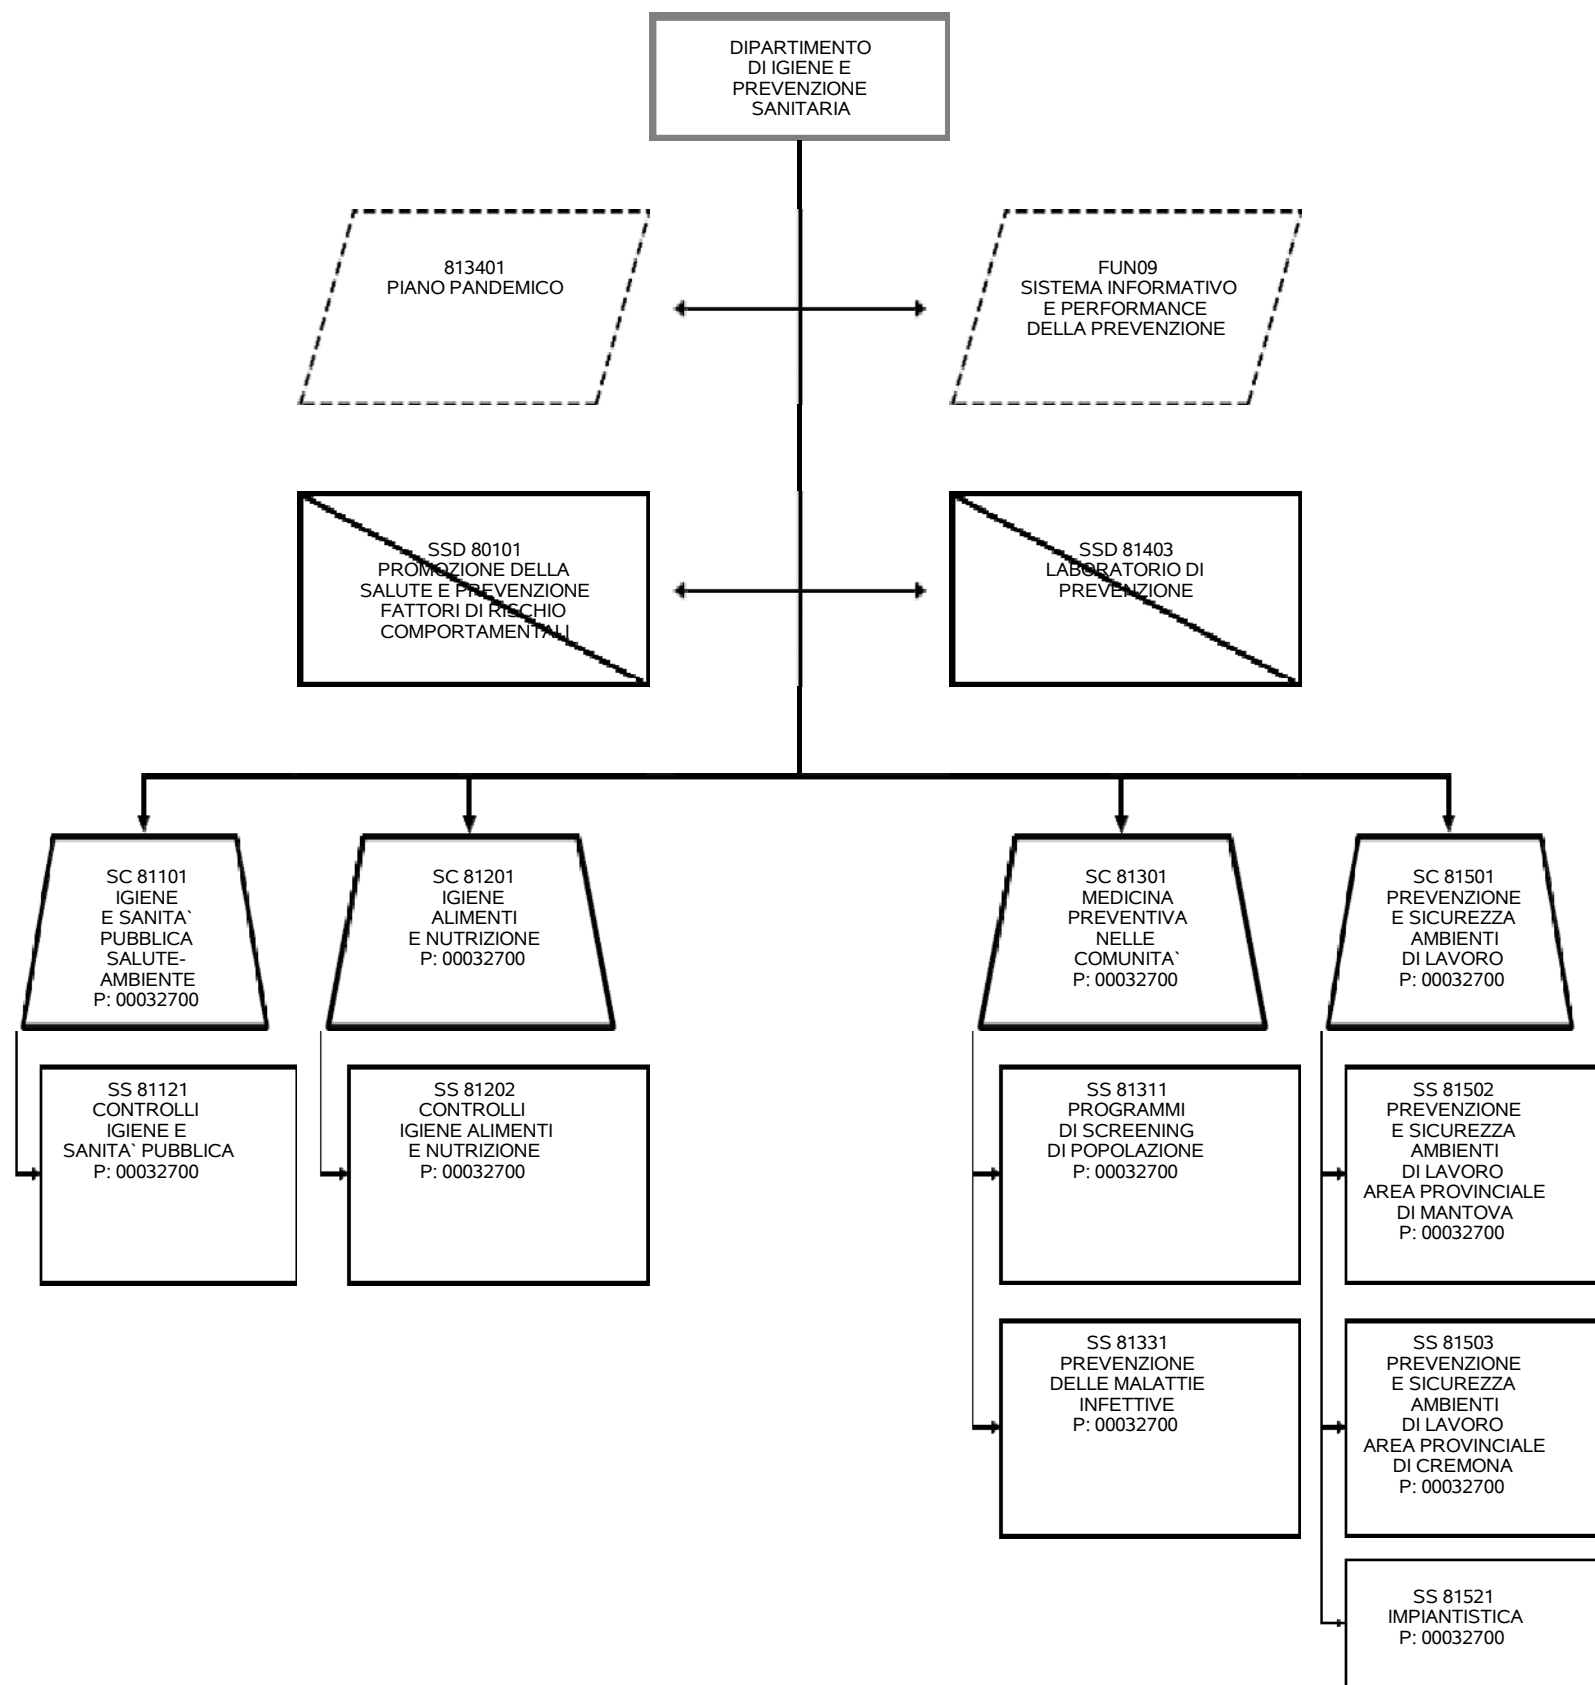 DIPARTIMENTO
DI IGIENE E
PREVENZIONE
SANITARIA
813401
PIANO PANDEMICO
FUN09
SISTEMA INFORMATIVO
E PERFORMANCE
DELLA PREVENZIONE
SSD 80101
PROMOZIONE DELLA
SALUTE E PREVENZIONE
FATTORI DI RISCHIO
COMPORTAMENTALI
SSD 81403
LABORATORIO DI
PREVENZIONE
SC 81101
IGIENE
E SANITA`
PUBBLICA
SALUTE-
AMBIENTE
P: 00032700
SC 81201
IGIENE
ALIMENTI
E NUTRIZIONE
P: 00032700
SC 81301
MEDICINA
PREVENTIVA
NELLE
COMUNITA`
P: 00032700
SC 81501
PREVENZIONE
E SICUREZZA
AMBIENTI
DI LAVORO
P: 00032700
SS 81121
CONTROLLI
IGIENE E
SANITA` PUBBLICA
P: 00032700
SS 81202
CONTROLLI
IGIENE ALIMENTI
E NUTRIZIONE
P: 00032700
SS 81311
PROGRAMMI
DI SCREENING
DI POPOLAZIONE
P: 00032700
SS 81502
PREVENZIONE
E SICUREZZA
AMBIENTI
DI LAVORO
AREA PROVINCIALE
DI MANTOVA
P: 00032700
SS 81331
PREVENZIONE
DELLE MALATTIE
INFETTIVE
P: 00032700
SS 81503
PREVENZIONE
E SICUREZZA
AMBIENTI
DI LAVORO
AREA PROVINCIALE
DI CREMONA
P: 00032700
SS 81521
IMPIANTISTICA
P: 00032700